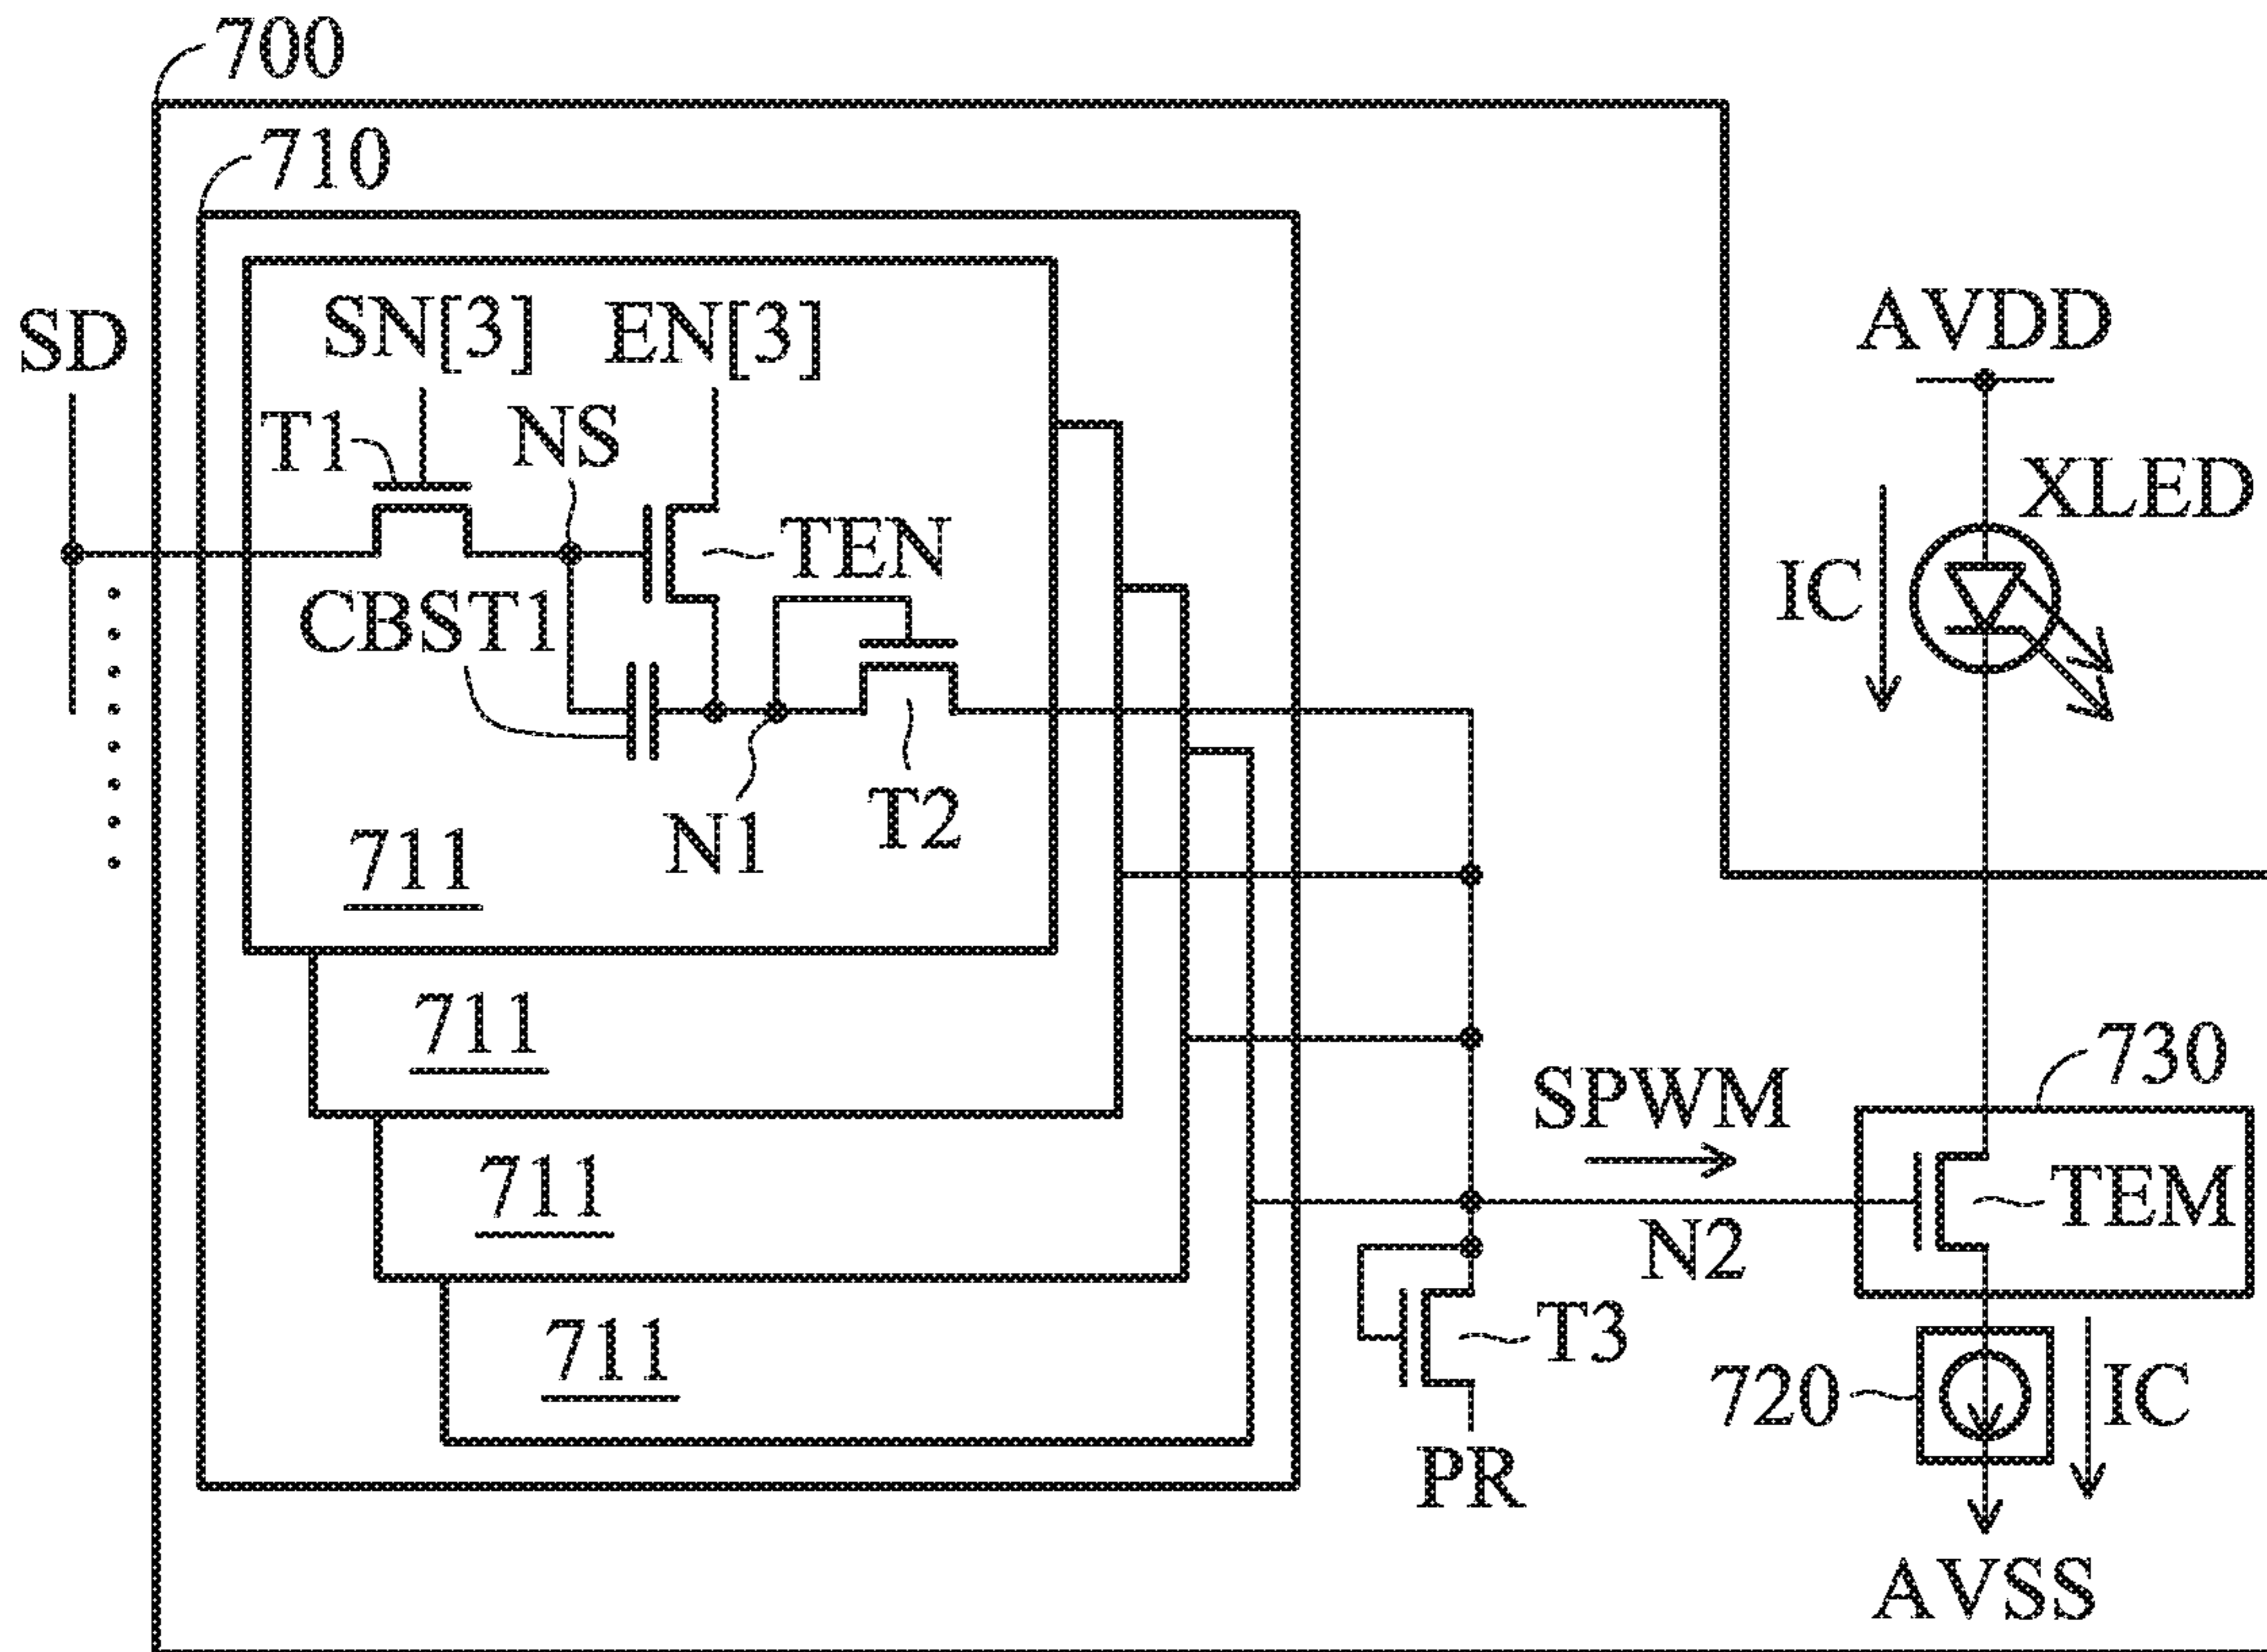 700
710
SD
SN[3]
EN[3]
AVDD
T1
NS
XLED
TEN
IC
CBST1
N1
T2
711
711
730
SPWM
711
TEM
N2
711
T3
720
IC
PR
AVSS